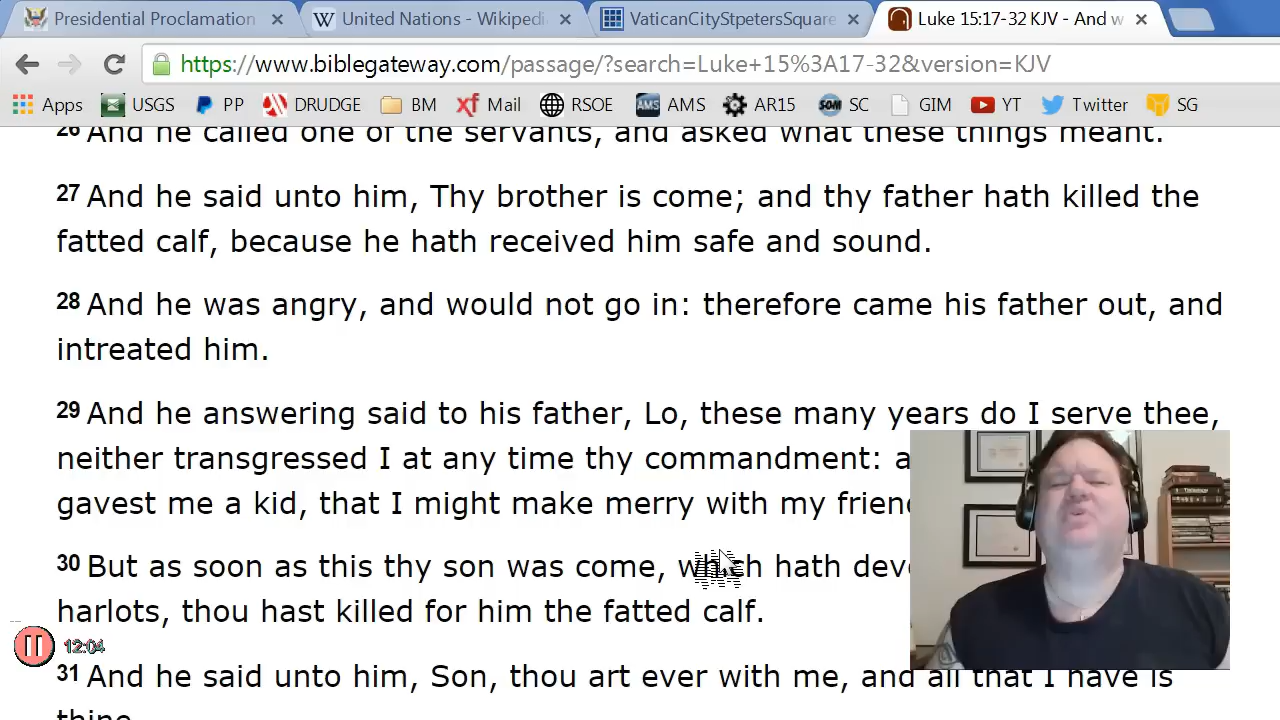 Presidential Proclamation
United Nations - Wikipedi
VaticanCityStpetersSquare
Luke 15:17-32 KJV - And w
https://www.biblegateway.com/passage/?search=Luke+15%3A17-32&version=KJV
Apps USGS PP DRUDGE BM Mail RSOE AMS AR15 SC GIM YT Twitter SG
26 And he called one of the servants, and asked what these things meant.
27 And he said unto him, Thy brother is come; and thy father hath killed the
fatted calf, because he hath received him safe and sound.
28 And he was angry, and would not go in: therefore came his father out, and
intreated him.
29 And he answering said to his father, Lo, these many years do I serve thee,
neither transgressed I at any time thy commandment: a
gavest me a kid, that I might make merry with my frien
30 But as soon as this thy son was come, which hath dev
harlots, thou hast killed for him the fatted calf.
12:04
31 And he said unto him, Son, thou art ever with me, and all that I have is
thine.